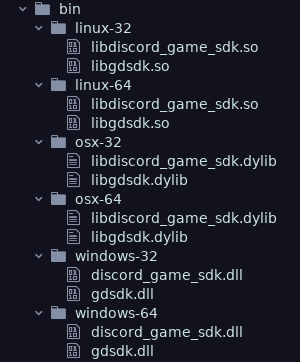 bin
linux-32
libdiscord_game_sdk.so
libgdsdk.so
linux-64
libdiscord_game_sdk.so
libgdsdk.so
osx-32
libdiscord_game_sdk.dylib
libgdsdk.dylib
osx-64
libdiscord_game_sdk.dylib
libgdsdk.dylib
windows-32
discord_game_sdk.dll
gdsdk.dll
windows-64
discord_game_sdk.dll
gdsdk.dll